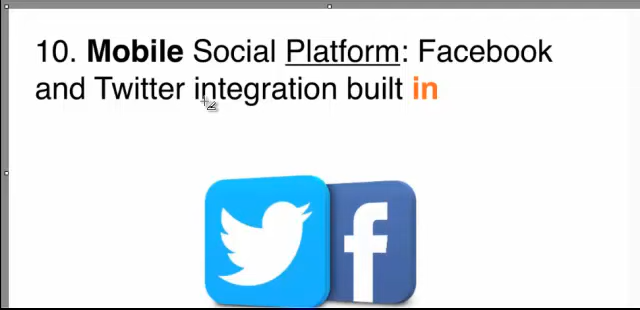 10. Mobile Social Platform: Facebook
and Twitter integration built in